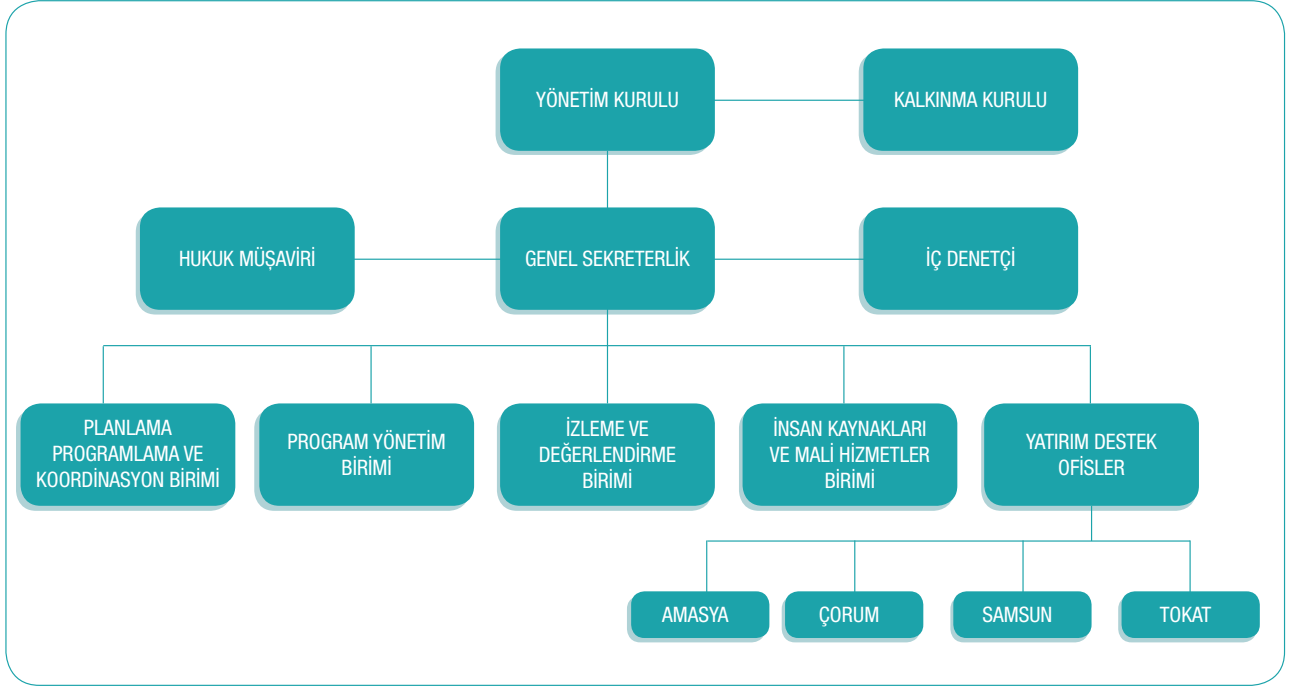 YÖNETİM KURULU
KALKINMA KURULU
HUKUK MÜŞAVİRİ
GENEL SEKRETERLİK
İÇ DENETÇİ
PLANLAMA
PROGRAMLAMA VE
KOORDİNASYON BİRİMİ
PROGRAM YÖNETİM
BİRİMİ
İZLEME VE
DEĞERLENDİRME
BİRİMİ
İNSAN KAYNAKLARI
VE MALİ HİZMETLER
BİRİMİ
YATIRIM DESTEK
OFİSLER
AMASYA
ÇORUM
SAMSUN
TOKAT